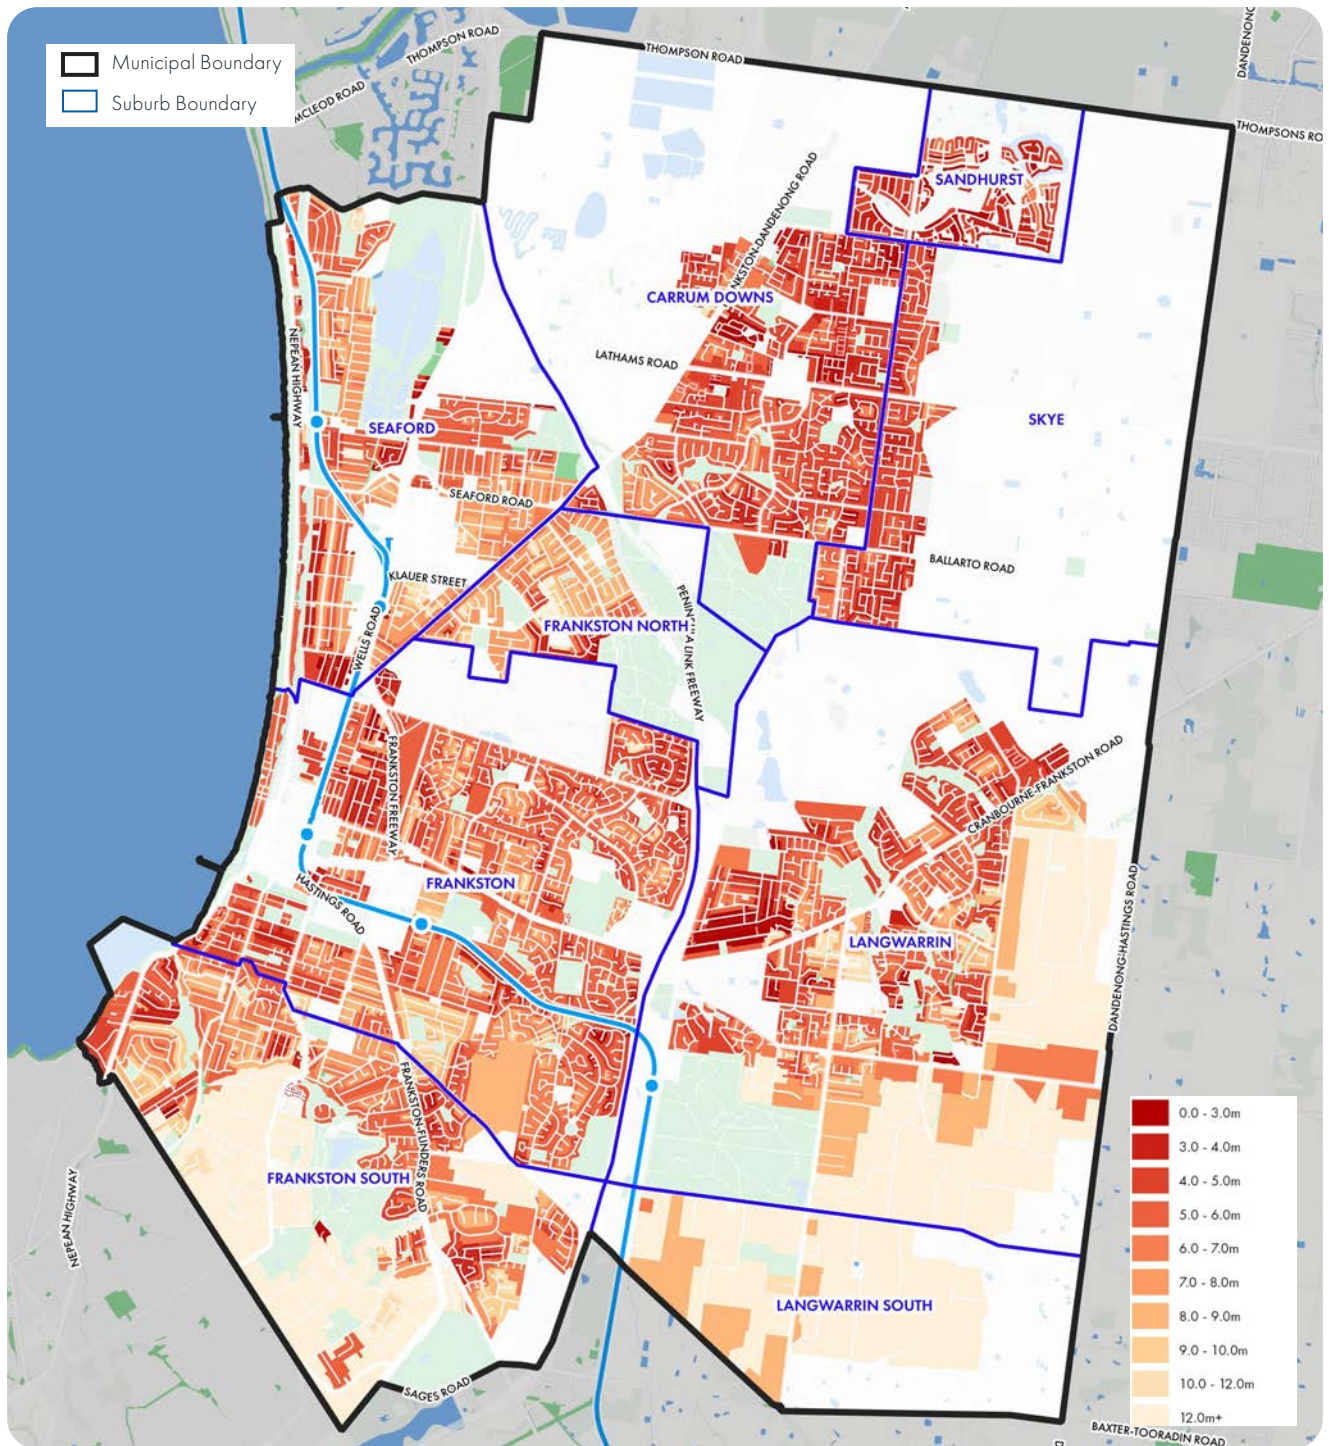 Municipal Boundary
Suburb Boundary
THOMPSON ROAD
MCLEOD ROAD
THOMPSON ROAD
DANDENONG
THOMPSONS RO
SANDHURST
CARRUM DOWNS
NKSTON-DANDENONG ROAD
LATHAMS ROAD
NEPEAN HIGHWAY
SEAFORD
SKYE
SEAFORD ROAD
KLAUER STREET
BALLARTO ROAD
FRANKSTON NORTH
LINK FREEWAY
WELLS ROAD
FRANKSTON FREEWAY
CRANBOURNE-FRANKSTON ROAD
FRANKSTON
HASTINGS ROAD
LANGWARRIN
DANDENONG-HASTINGS ROAD
FRANKSTON-FLINDERS ROAD
FRANKSTON SOUTH
NEPEAN HIGHWAY
LANGWARRIN SOUTH
SAGES ROAD
BAXTER-TOORADIN ROAD
0.0 - 3.0m
3.0 - 4.0m
4.0 - 5.0m
5.0 - 6.0m
6.0 - 7.0m
7.0 - 8.0m
8.0 - 9.0m
9.0 - 10.0m
10.0 - 12.0m
12.0m+